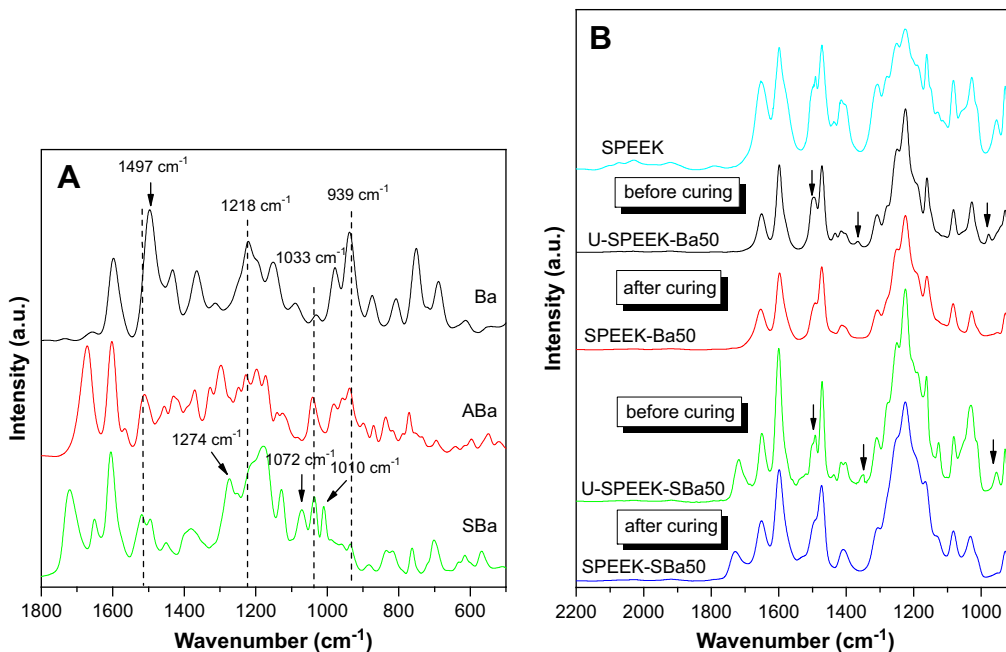 A
1497 cm⁻¹
1218 cm⁻¹
939 cm⁻¹
1033 cm⁻¹
Ba
ABa
1274 cm⁻¹
1072 cm⁻¹
1010 cm⁻¹
SBa
Intensity (a.u.)
1800 1600 1400 1200 1000 800 600
Wavenumber (cm⁻¹)
B
SPEEK
before curing
U-SPEEK-Ba50
after curing
SPEEK-Ba50
before curing
U-SPEEK-SBa50
after curing
SPEEK-SBa50
Intensity (a.u.)
2200 2000 1800 1600 1400 1200 1000
Wavenumber (cm⁻¹)